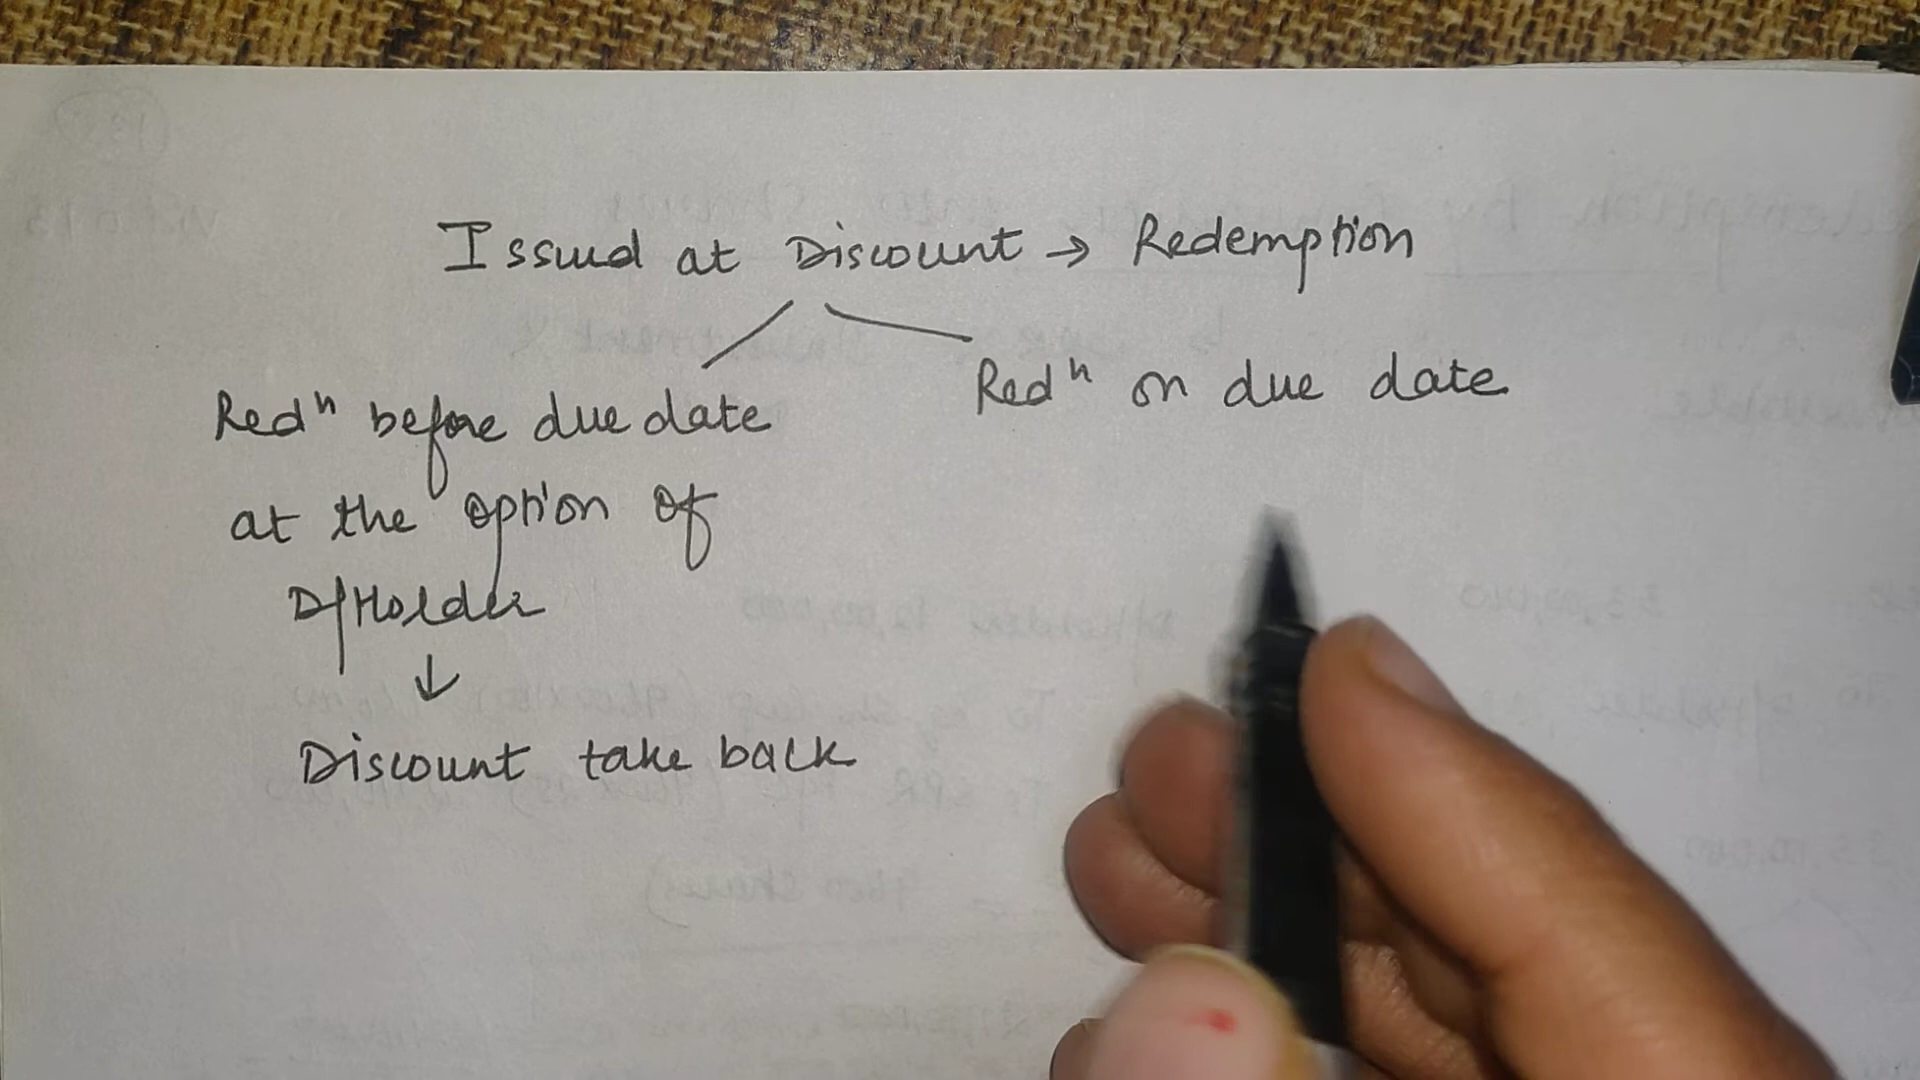 Issued at Discount → Redemption
Redⁿ before due date
at the option of
D/Holder
↓
Discount take back
Redⁿ on due date